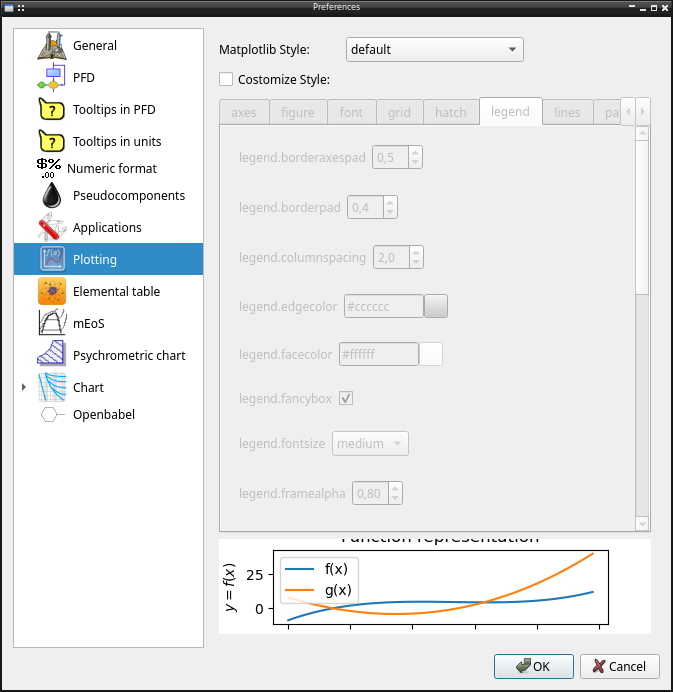 Preferences
General
PFD
Tooltips in PFD
Tooltips in units
$%
.00
Numeric format
Pseudocomponents
Applications
f(x)
Plotting
Elemental table
mEoS
Psychrometric chart
Chart
Openbabel
Matplotlib Style:
default
Costomize Style:
axes
figure
font
grid
hatch
legend
lines
pa
legend.borderaxespad
0,5
legend.borderpad
0,4
legend.columnspacing
2,0
legend.edgecolor
#cccccc
legend.facecolor
#ffffff
legend.fancybox
legend.fontsize
medium
legend.framealpha
0,80
Function representation
y = f(x)
25
0
f(x)
g(x)
OK
Cancel